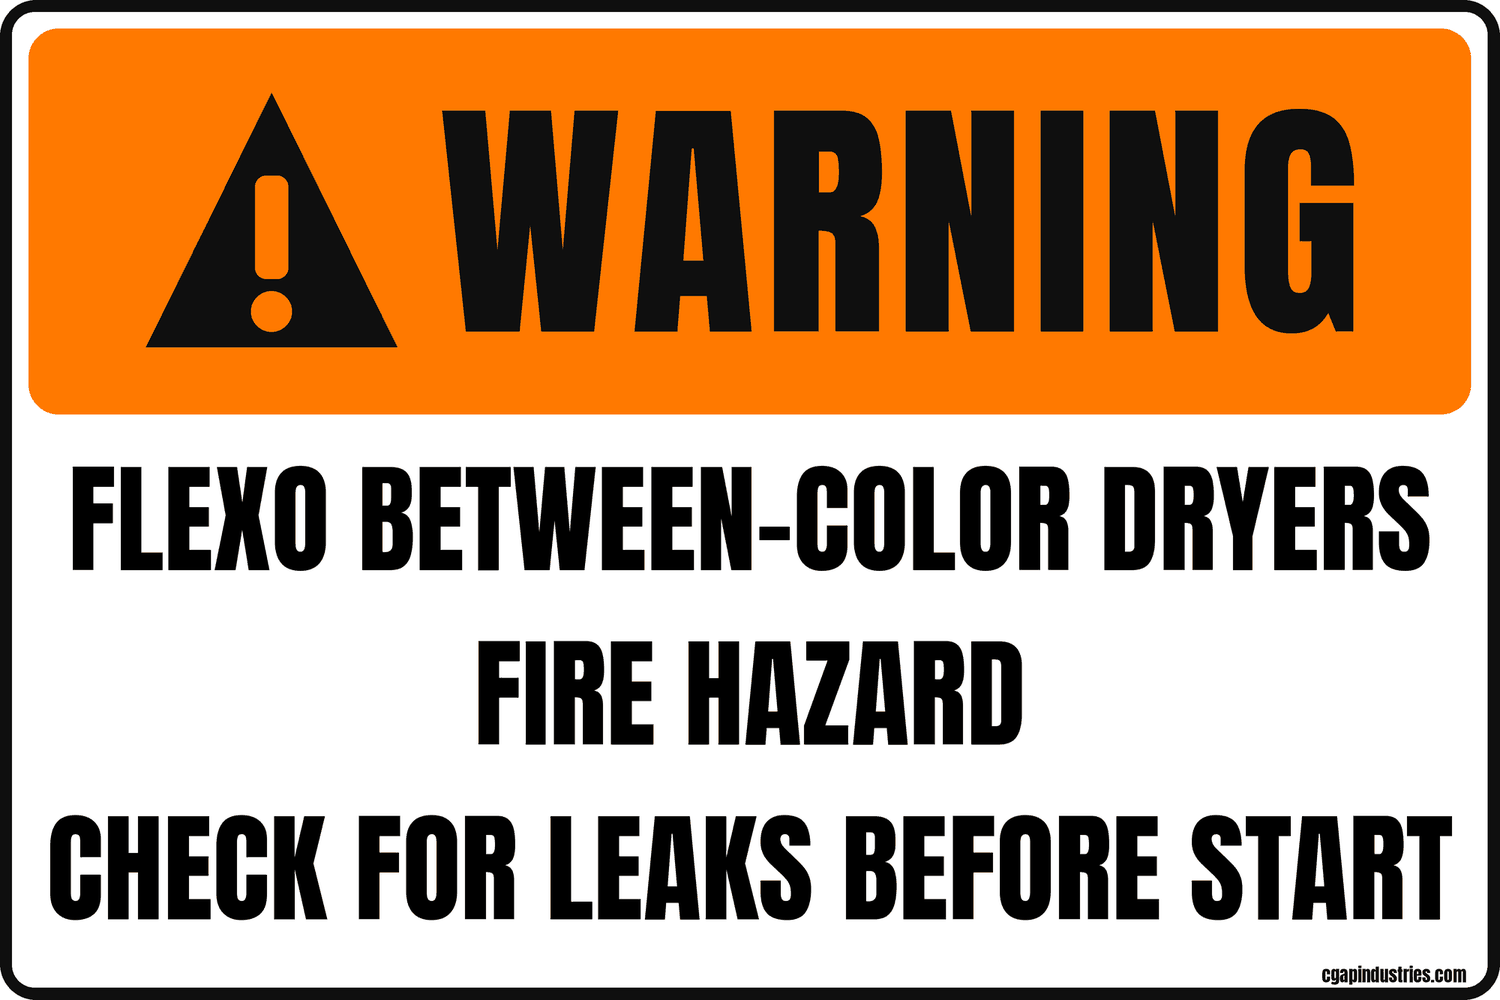 WARNING
FLEXO BETWEEN-COLOR DRYERS
FIRE HAZARD
CHECK FOR LEAKS BEFORE START
cgapindustries.com